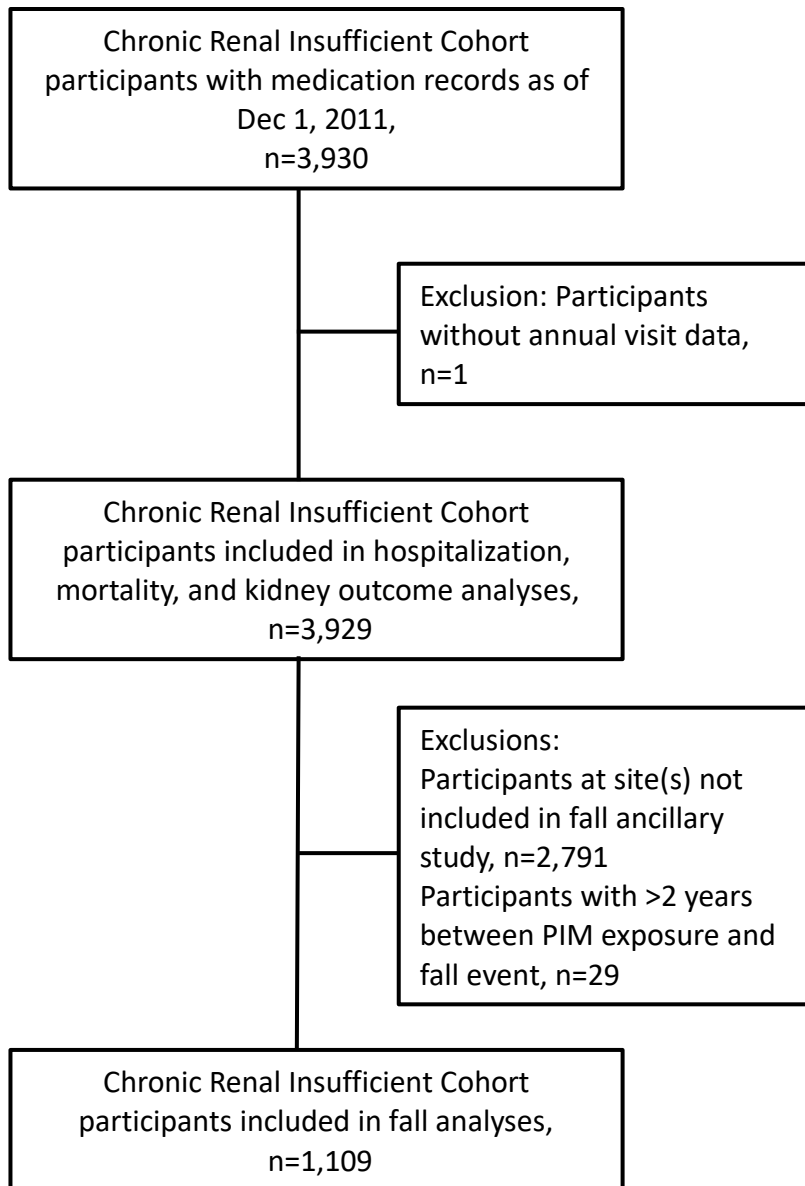 Chronic Renal Insufficient Cohort
participants with medication records as of
Dec 1, 2011,
n=3,930
Exclusion: Participants
without annual visit data,
n=1
Chronic Renal Insufficient Cohort
participants included in hospitalization,
mortality, and kidney outcome analyses,
n=3,929
Exclusions:
Participants at site(s) not
included in fall ancillary
study, n=2,791
Participants with >2 years
between PIM exposure and
fall event, n=29
Chronic Renal Insufficient Cohort
participants included in fall analyses,
n=1,109